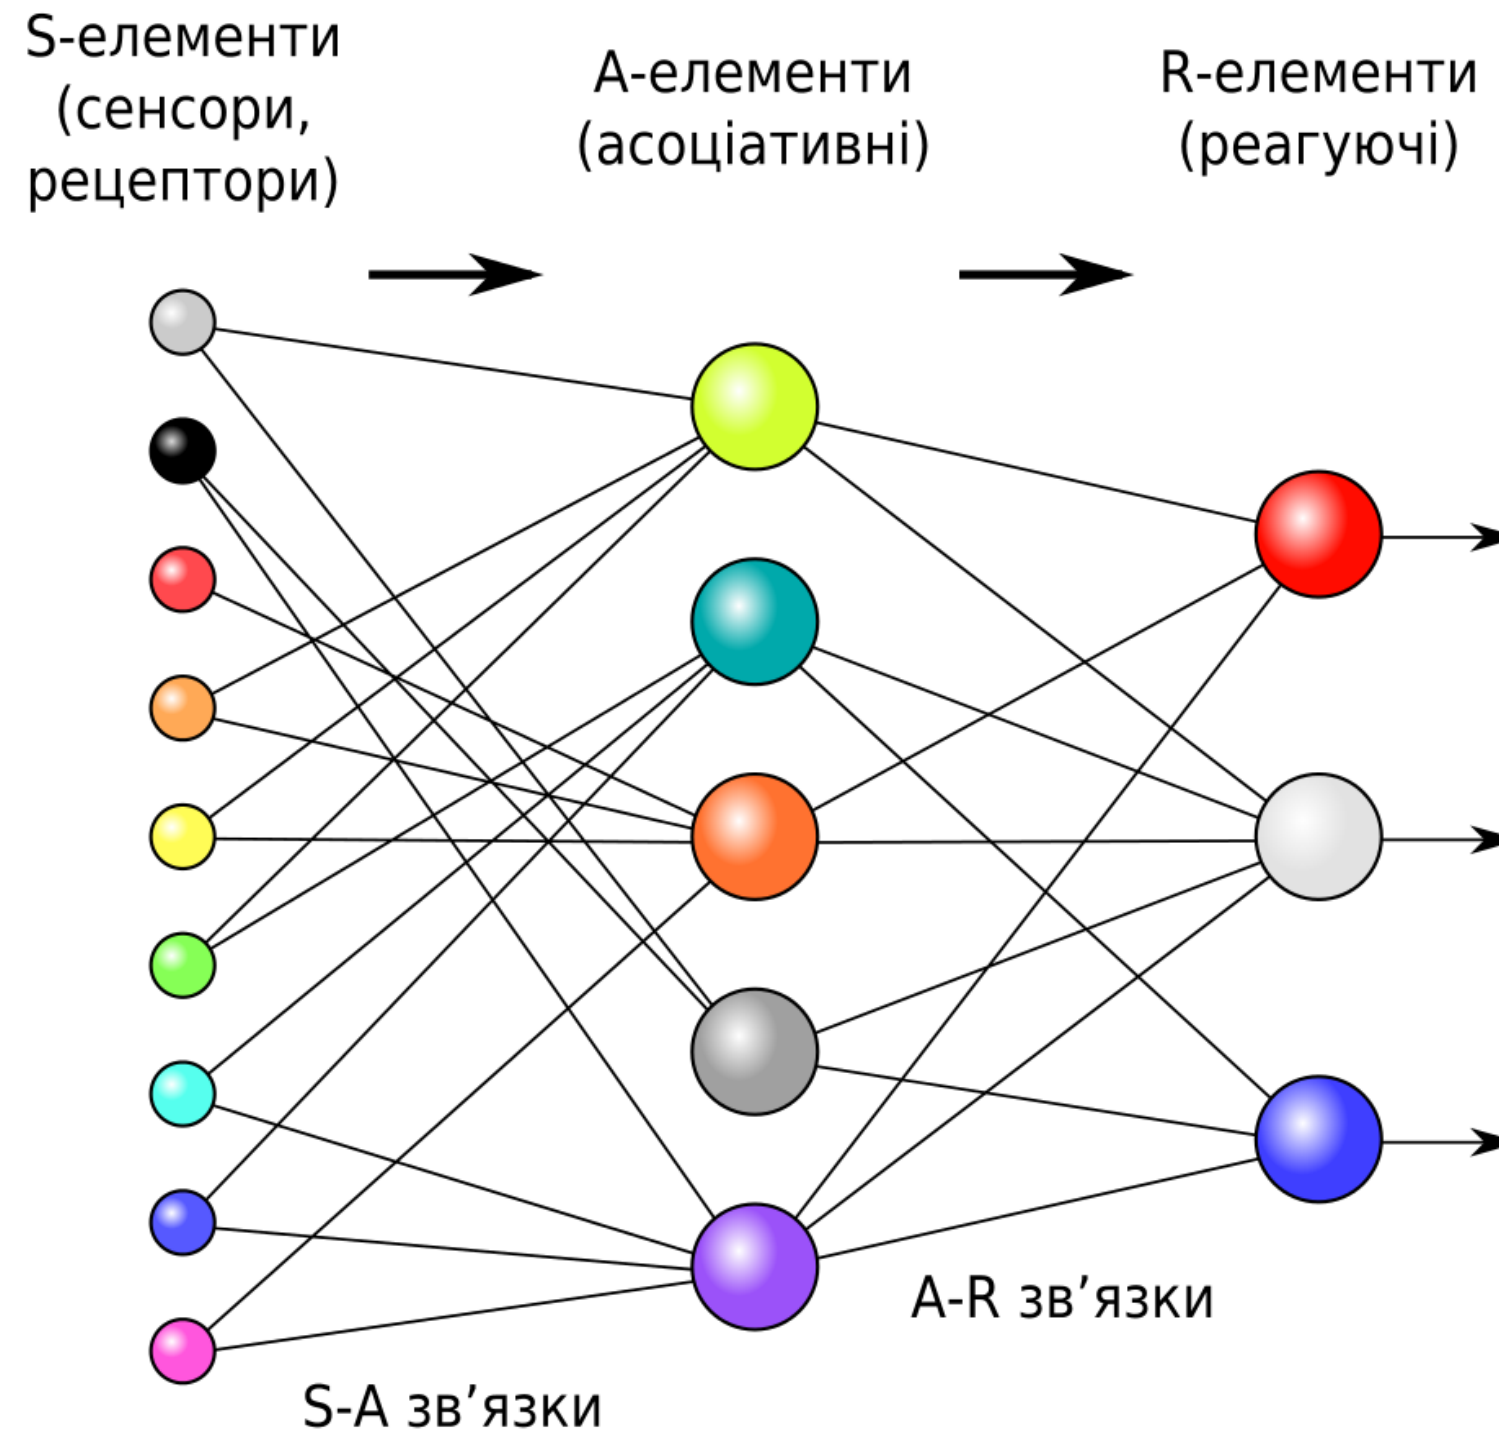 S-елементи
(сенсори,
рецептори)
А-елементи
(асоціативні)
R-елементи
(реагуючі)
A-R зв’язки
S-A зв’язки